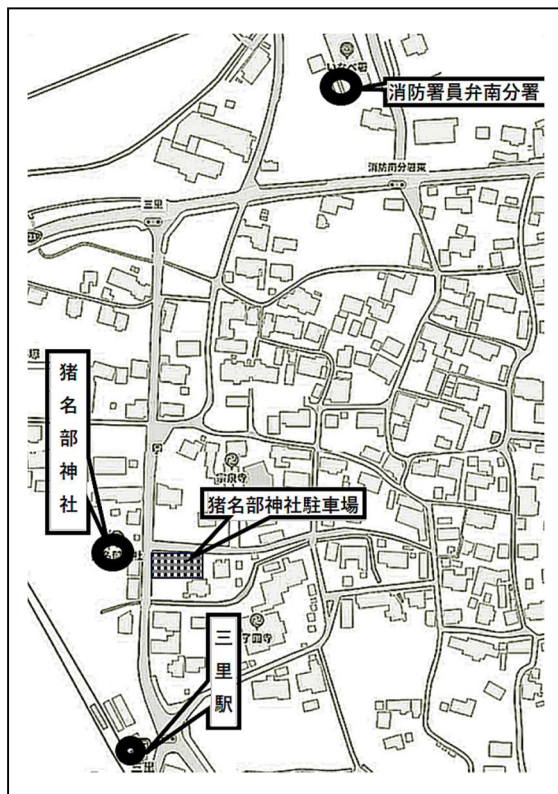 消防署員弁南分署
消防南分署東
三里
猪名部神社
猪名部神社駐車場
三里駅